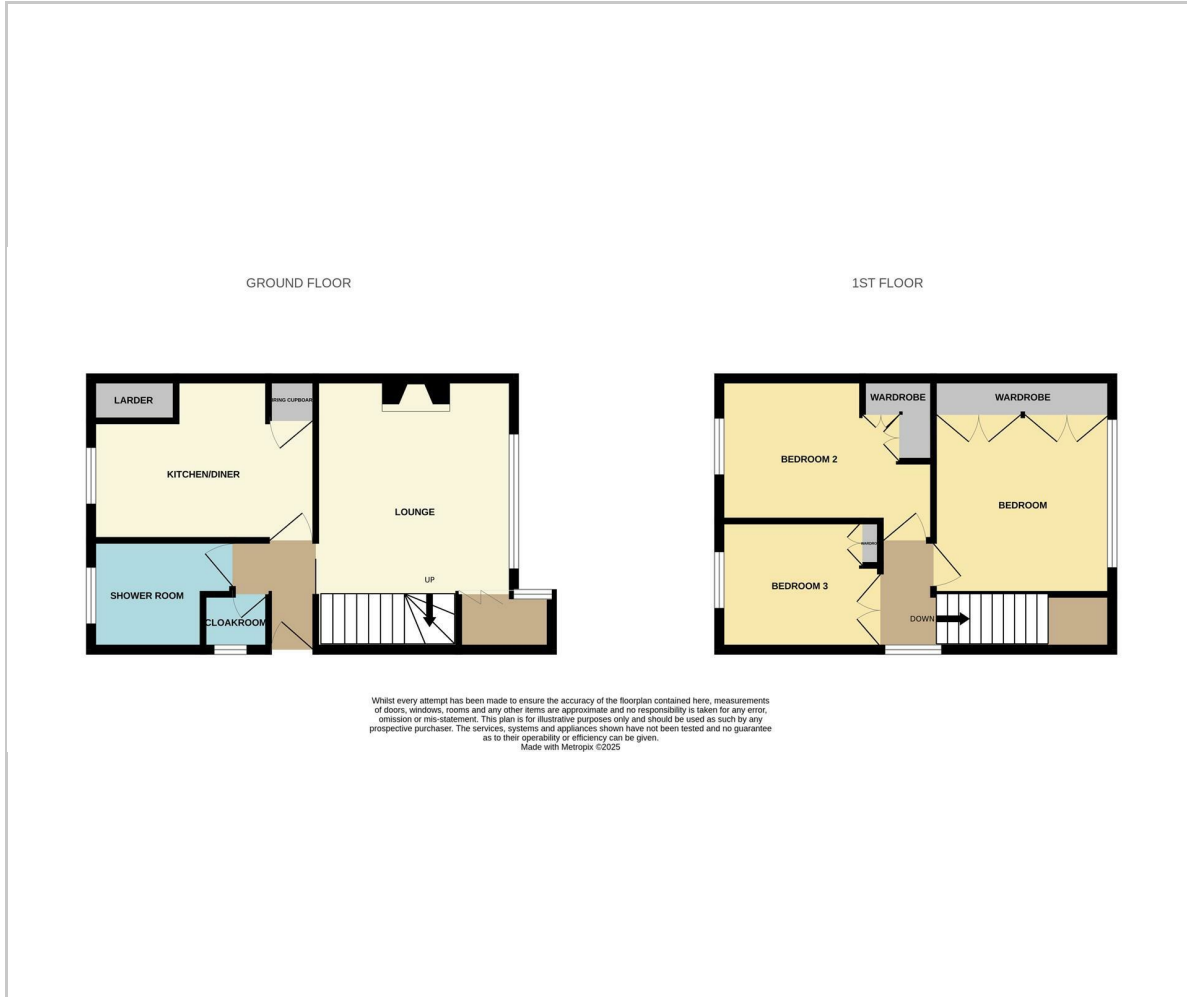 GROUND FLOOR
1ST FLOOR
LARDER
KITCHEN/DINER
LOUNGE
UP
SHOWER ROOM
CLOAKROOM
WARDROBE
WARDROBE
BEDROOM 2
BEDROOM
BEDROOM 3
DOWN
Whilst every attempt has been made to ensure the accuracy of the floorplan contained here, measurements
of doors, windows, rooms and any other items are approximate and no responsibility is taken for any error,
omission or mis-statement. This plan is for illustrative purposes only and should be used as such by any
prospective purchaser. The services, systems and appliances shown have not been tested and no guarantee
as to their operability or efficiency can be given.
Made with Metropix ©2025